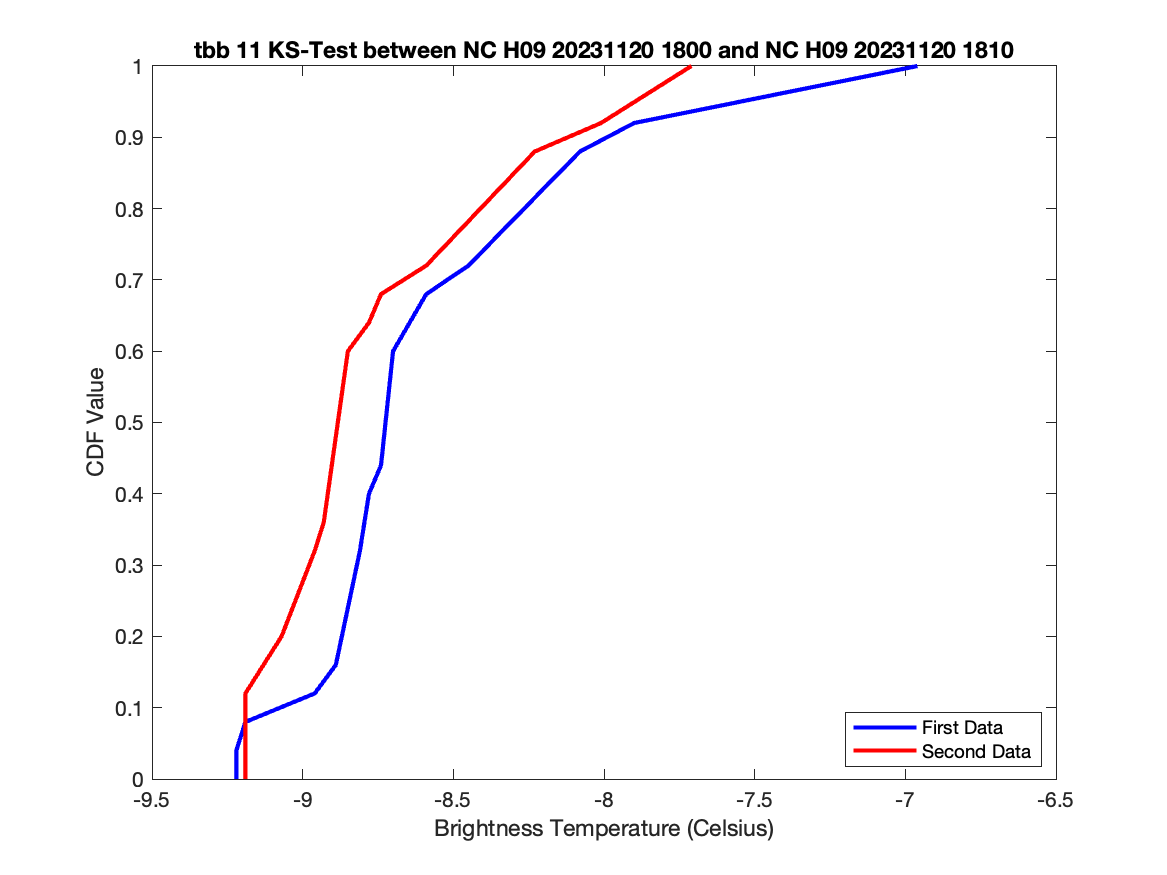 tbb 11 KS-Test between NC H09 20231120 1800 and NC H09 20231120 1810
1
0.9
0.8
0.7
0.6
0.5
0.4
0.3
0.2
0.1
0
CDF Value
First Data
Second Data
-9.5 -9 -8.5 -8 -7.5 -7 -6.5
Brightness Temperature (Celsius)